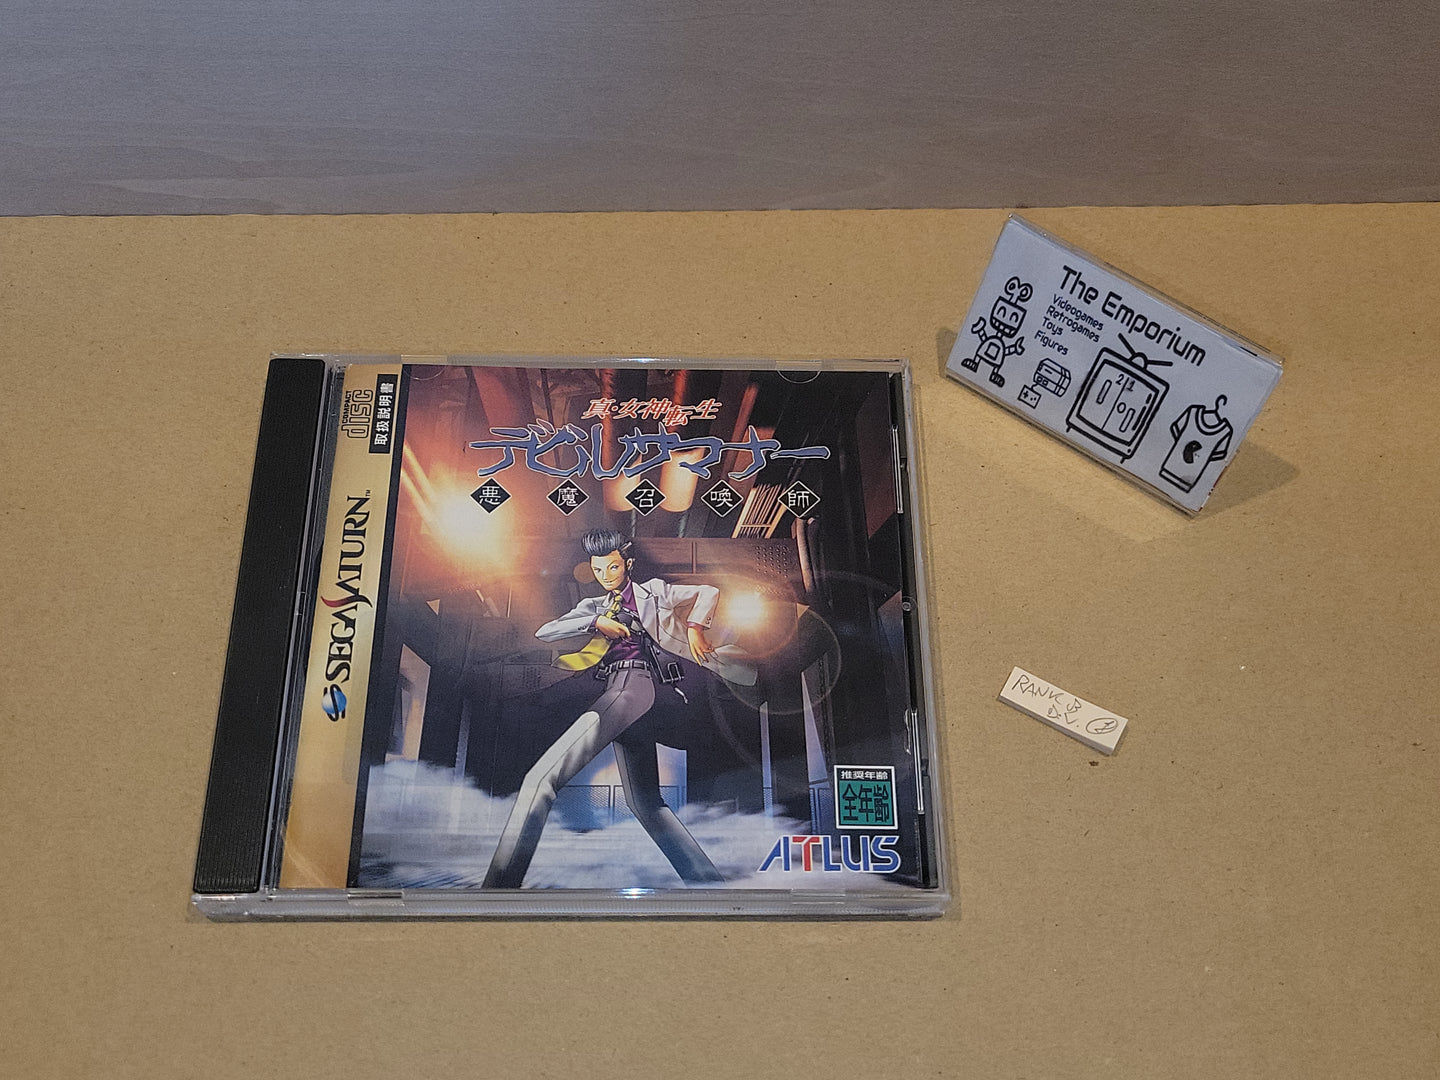 COMPACT
disc
取扱説明書
SEGA SATURN™
真・女神転生
デビルサマナー
悪魔召喚師
推奨年齢
全年齢
ATLUS
The Emporium
Videogames
Retrogames
Toys
Figures
21
RANK B
D.V.